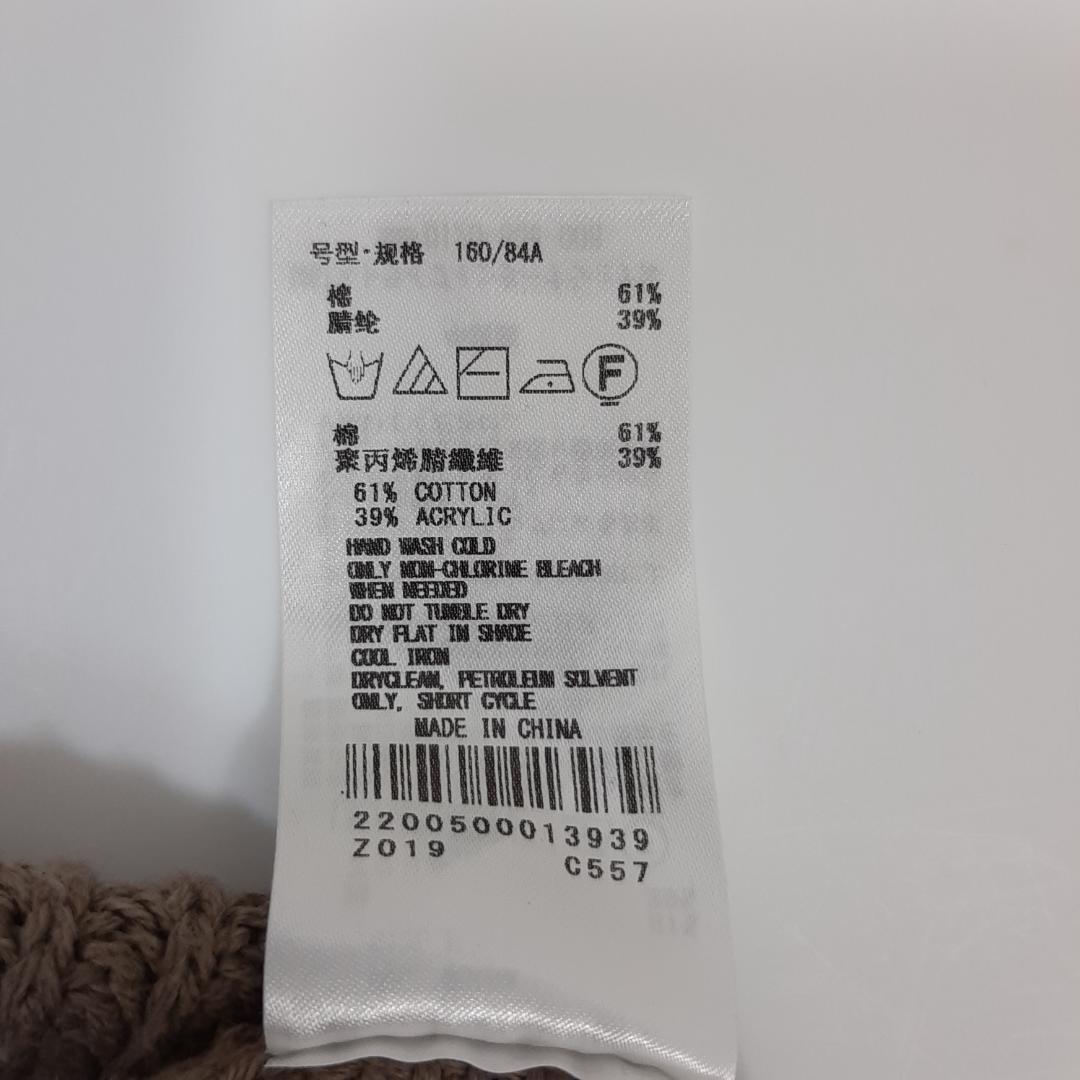 号型·规格 160/84A
棉 61%
腈纶 39%
F
棉 61%
聚丙烯腈纖維 39%
61% COTTON
39% ACRYLIC
HAND WASH COLD
ONLY NON-CHLORINE BLEACH
WHEN NEEDED
DO NOT TUMBLE DRY
DRY FLAT IN SHADE
COOL IRON
DRYCLEAN, PETROLEUM SOLVENT
ONLY, SHORT CYCLE
MADE IN CHINA
2200500013939
Z019 C557